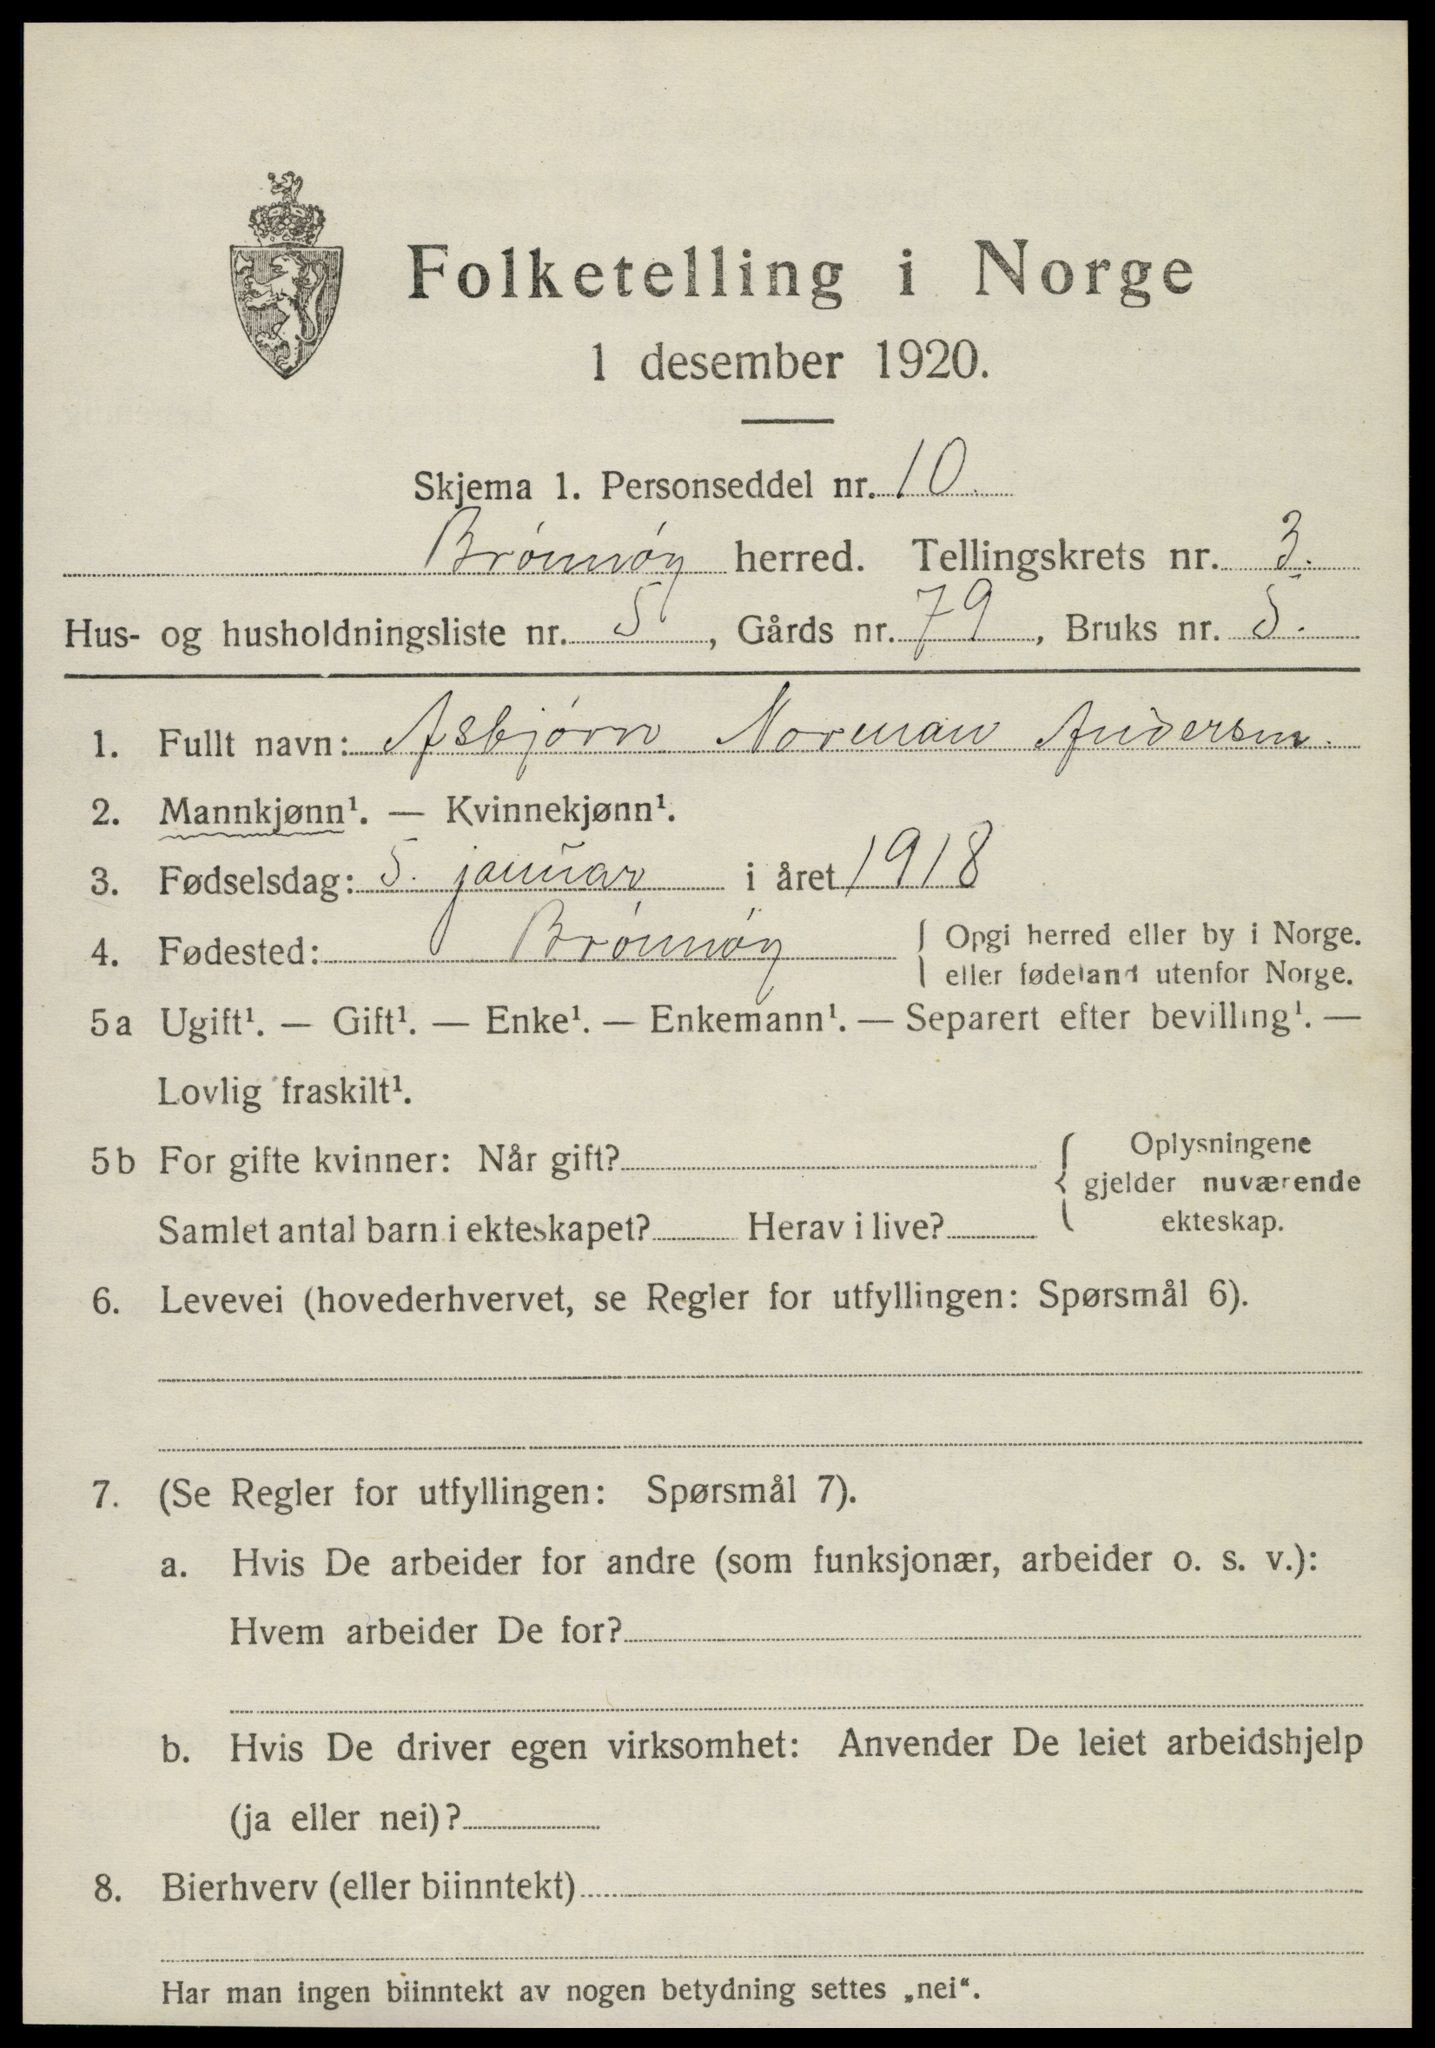 Folketelling i Norge
1 desember 1920.
Skjema 1. Personseddel nr. 10.
Brónnóy herred. Tellingskrets nr. 3.
Hus- og husholdningsliste nr. 5, Gårds nr. 79, Bruks nr. 5.
1. Fullt navn: Asbjørn Norman Andersen.
2. Mannkjønn¹. — Kvinnekjønn¹.
3. Fødselsdag: 5. januar i året 1918
4. Fødested: Brónnóy { Opgi herred eller by i Norge.
eller fødeland utenfor Norge.
5a Ugift¹. — Gift¹. — Enke¹. — Enkemann¹. — Separert efter bevilling¹. —
Lovlig fraskilt¹.
5b For gifte kvinner: Når gift? { Oplysningene
gjelder nuværende
ekteskap.
Samlet antal barn i ekteskapet? Herav i live?
6. Levevei (hovederhvervet, se Regler for utfyllingen: Spørsmål 6).
7. (Se Regler for utfyllingen: Spørsmål 7).
a. Hvis De arbeider for andre (som funksjonær, arbeider o. s. v.):
Hvem arbeider De for?
b. Hvis De driver egen virksomhet: Anvender De leiet arbeidshjelp
(ja eller nei)?
8. Bierhverv (eller biinntekt)
Har man ingen biinntekt av nogen betydning settes „nei“.